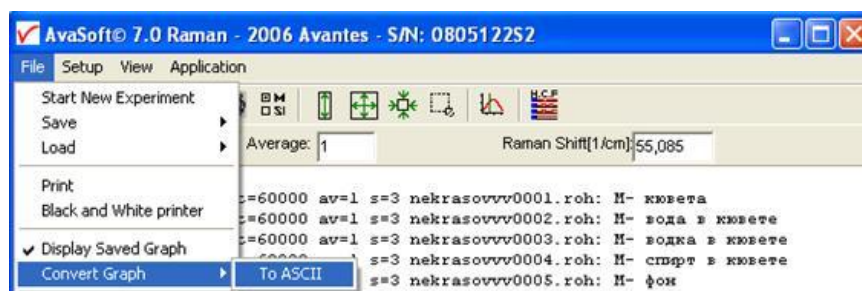 AvaSoft© 7.0 Raman - 2006 Avantes - S/N: 0805122S2
File Setup View Application
Start New Experiment
Save
Load
Average: 1 Raman Shift[1/cm]: 55,085
Print
Black and White printer
Display Saved Graph
Convert Graph
To ASCII
=60000 av=1 s=3 nekrasovvv0001.roh: М- кювета
=60000 av=1 s=3 nekrasovvv0002.roh: М- вода в кювете
=60000 av=1 s=3 nekrasovvv0003.roh: М- водка в кювете
s=3 nekrasovvv0004.roh: М- спирт в кювете
s=3 nekrasovvv0005.roh: М- фон